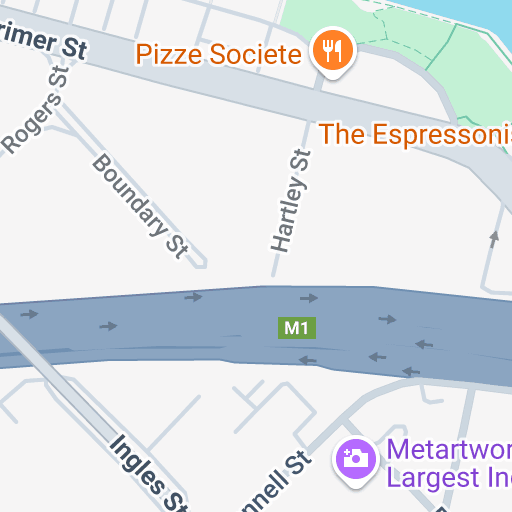 rimer St
Pizze Societe
Rogers St
The Espressonis
Boundary St
Hartley St
M1
Ingles St
nnell St
Metartwor
Largest In